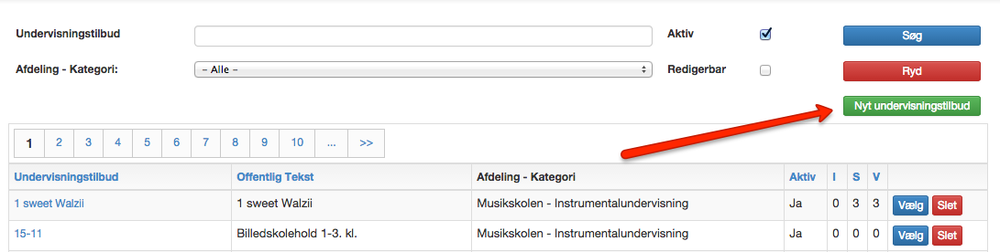 Undervisningstilbud Aktiv Søg
Afdeling - Kategori: – Alle – Redigerbar Ryd
Nyt undervisningstilbud
1 2 3 4 5 6 7 8 9 10 ... >>
Undervisningstilbud Offentlig Tekst Afdeling - Kategori Aktiv I S V
1 sweet Walzii 1 sweet Walzii Musikskolen - Instrumentalundervisning Ja 0 3 3 Vælg Slet
15-11 Billedskolehold 1-3. kl. Musikskolen - Instrumentalundervisning Ja 0 0 0 Vælg Slet